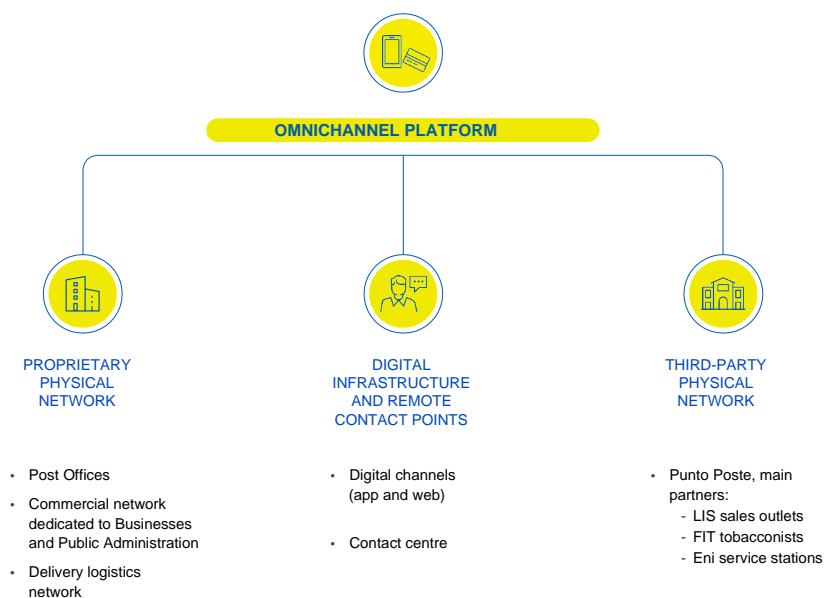 OMNICHANNEL PLATFORM
PROPRIETARY
PHYSICAL
NETWORK
• Post Offices
• Commercial network
dedicated to Businesses
and Public Administration
• Delivery logistics
network
DIGITAL
INFRASTRUCTURE
AND REMOTE
CONTACT POINTS
• Digital channels
(app and web)
• Contact centre
THIRD-PARTY
PHYSICAL
NETWORK
• Punto Poste, main
partners:
- LIS sales outlets
- FIT tobacconists
- Eni service stations